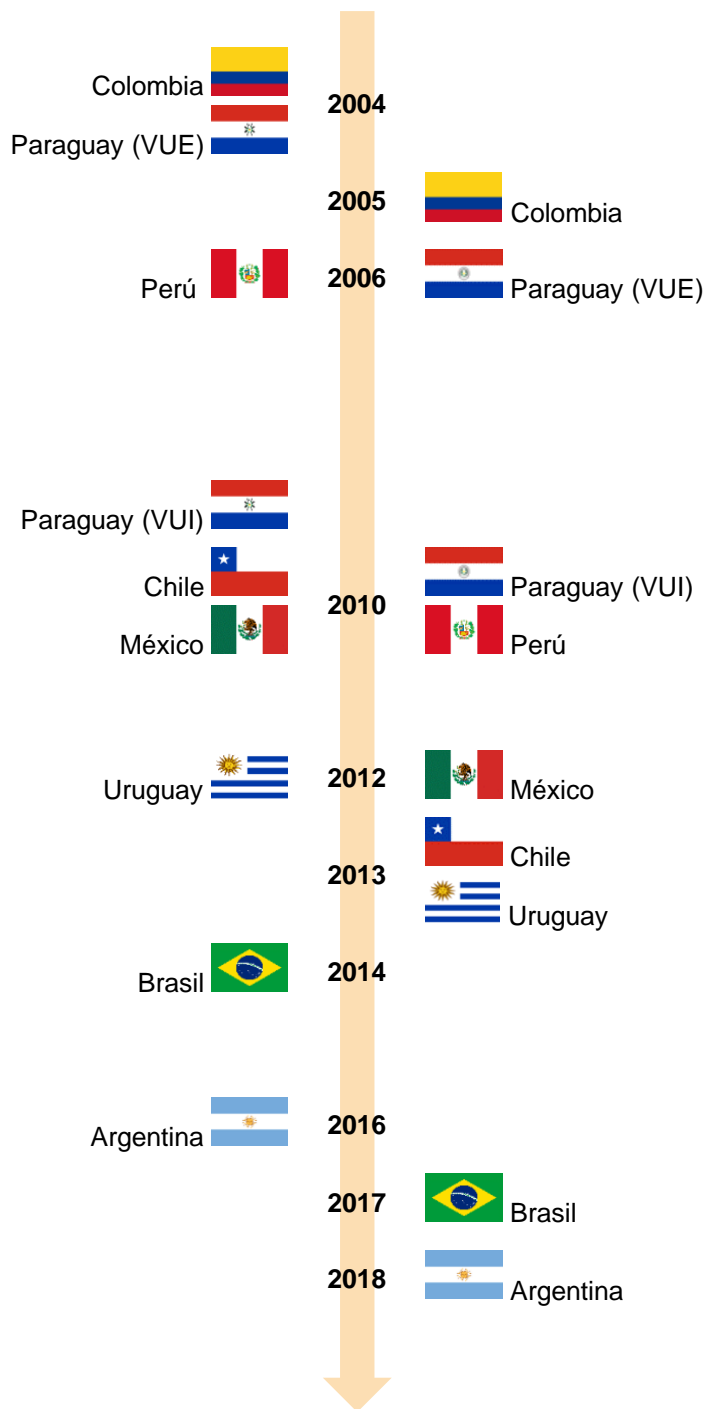 Colombia
2004
Paraguay (VUE)
2005
Colombia
Perú
2006
Paraguay (VUE)
Paraguay (VUI)
Chile
2010
Paraguay (VUI)
México
Perú
Uruguay
2012
México
Chile
2013
Uruguay
Brasil
2014
Argentina
2016
2017
Brasil
2018
Argentina